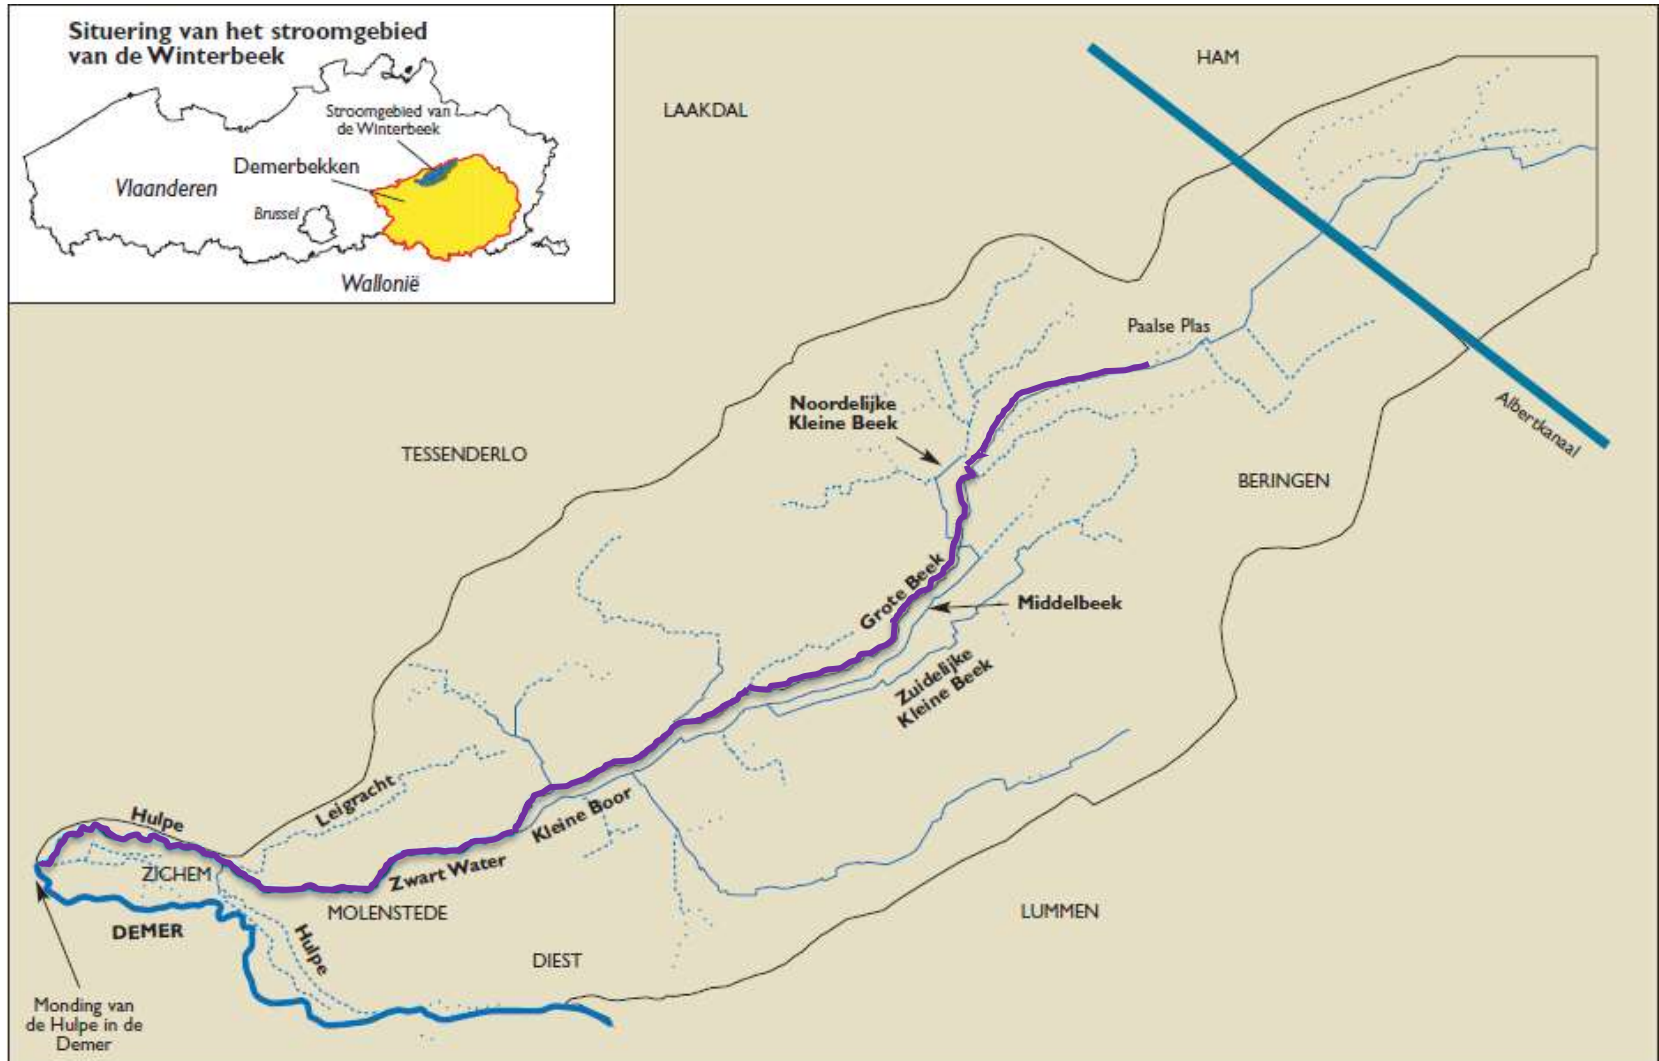 Situering van het stroomgebied
van de Winterbeek
Stroomgebied van
de Winterbeek
Demerbekken
Vlaanderen
Brussel
Wallonië
HAM
LAAKDAL
Paalse Plas
Albertkanaal
Noordelijke
Kleine Beek
TESSENDERLO
BERINGEN
Grote Beek
Middelbeek
Zuidelijke
Kleine Beek
Leigracht
Hulpe
Kleine Boor
Zwart Water
ZICHEM
MOLENSTEDE
LUMMEN
DEMER
Hulpe
DIEST
Monding van
de Hulpe in de
Demer